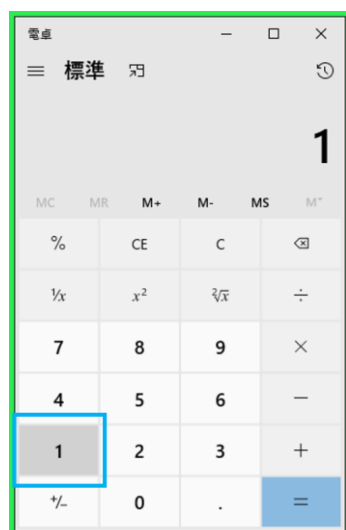 電卓
標準
1
MC MR M+ M- MS M˅
% CE C
¹/x x² ²√x ÷
7 8 9 ×
4 5 6 −
1 2 3 +
+/− 0 . =